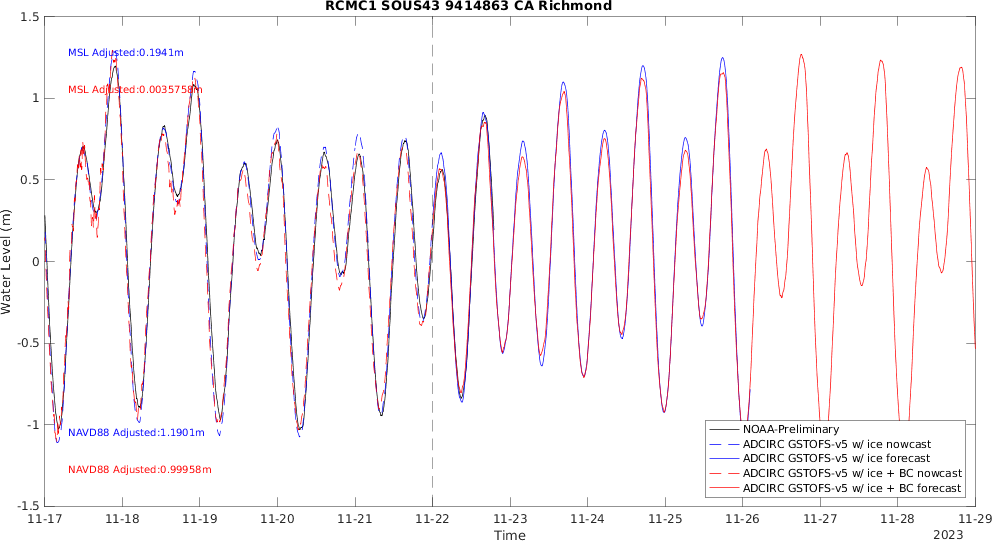 RCMC1 SOUS43 9414863 CA Richmond
1.5
MSL Adjusted:0.1941m
MSL Adjusted:0.0035758m
1
0.5
0
-0.5
-1
-1.5
Water Level (m)
NAVD88 Adjusted:1.1901m
NAVD88 Adjusted:0.99958m
NOAA-Preliminary
ADCIRC GSTOFS-v5 w/ ice nowcast
ADCIRC GSTOFS-v5 w/ ice forecast
ADCIRC GSTOFS-v5 w/ ice + BC nowcast
ADCIRC GSTOFS-v5 w/ ice + BC forecast
11-17 11-18 11-19 11-20 11-21 11-22 11-23 11-24 11-25 11-26 11-27 11-28 11-29
Time
2023